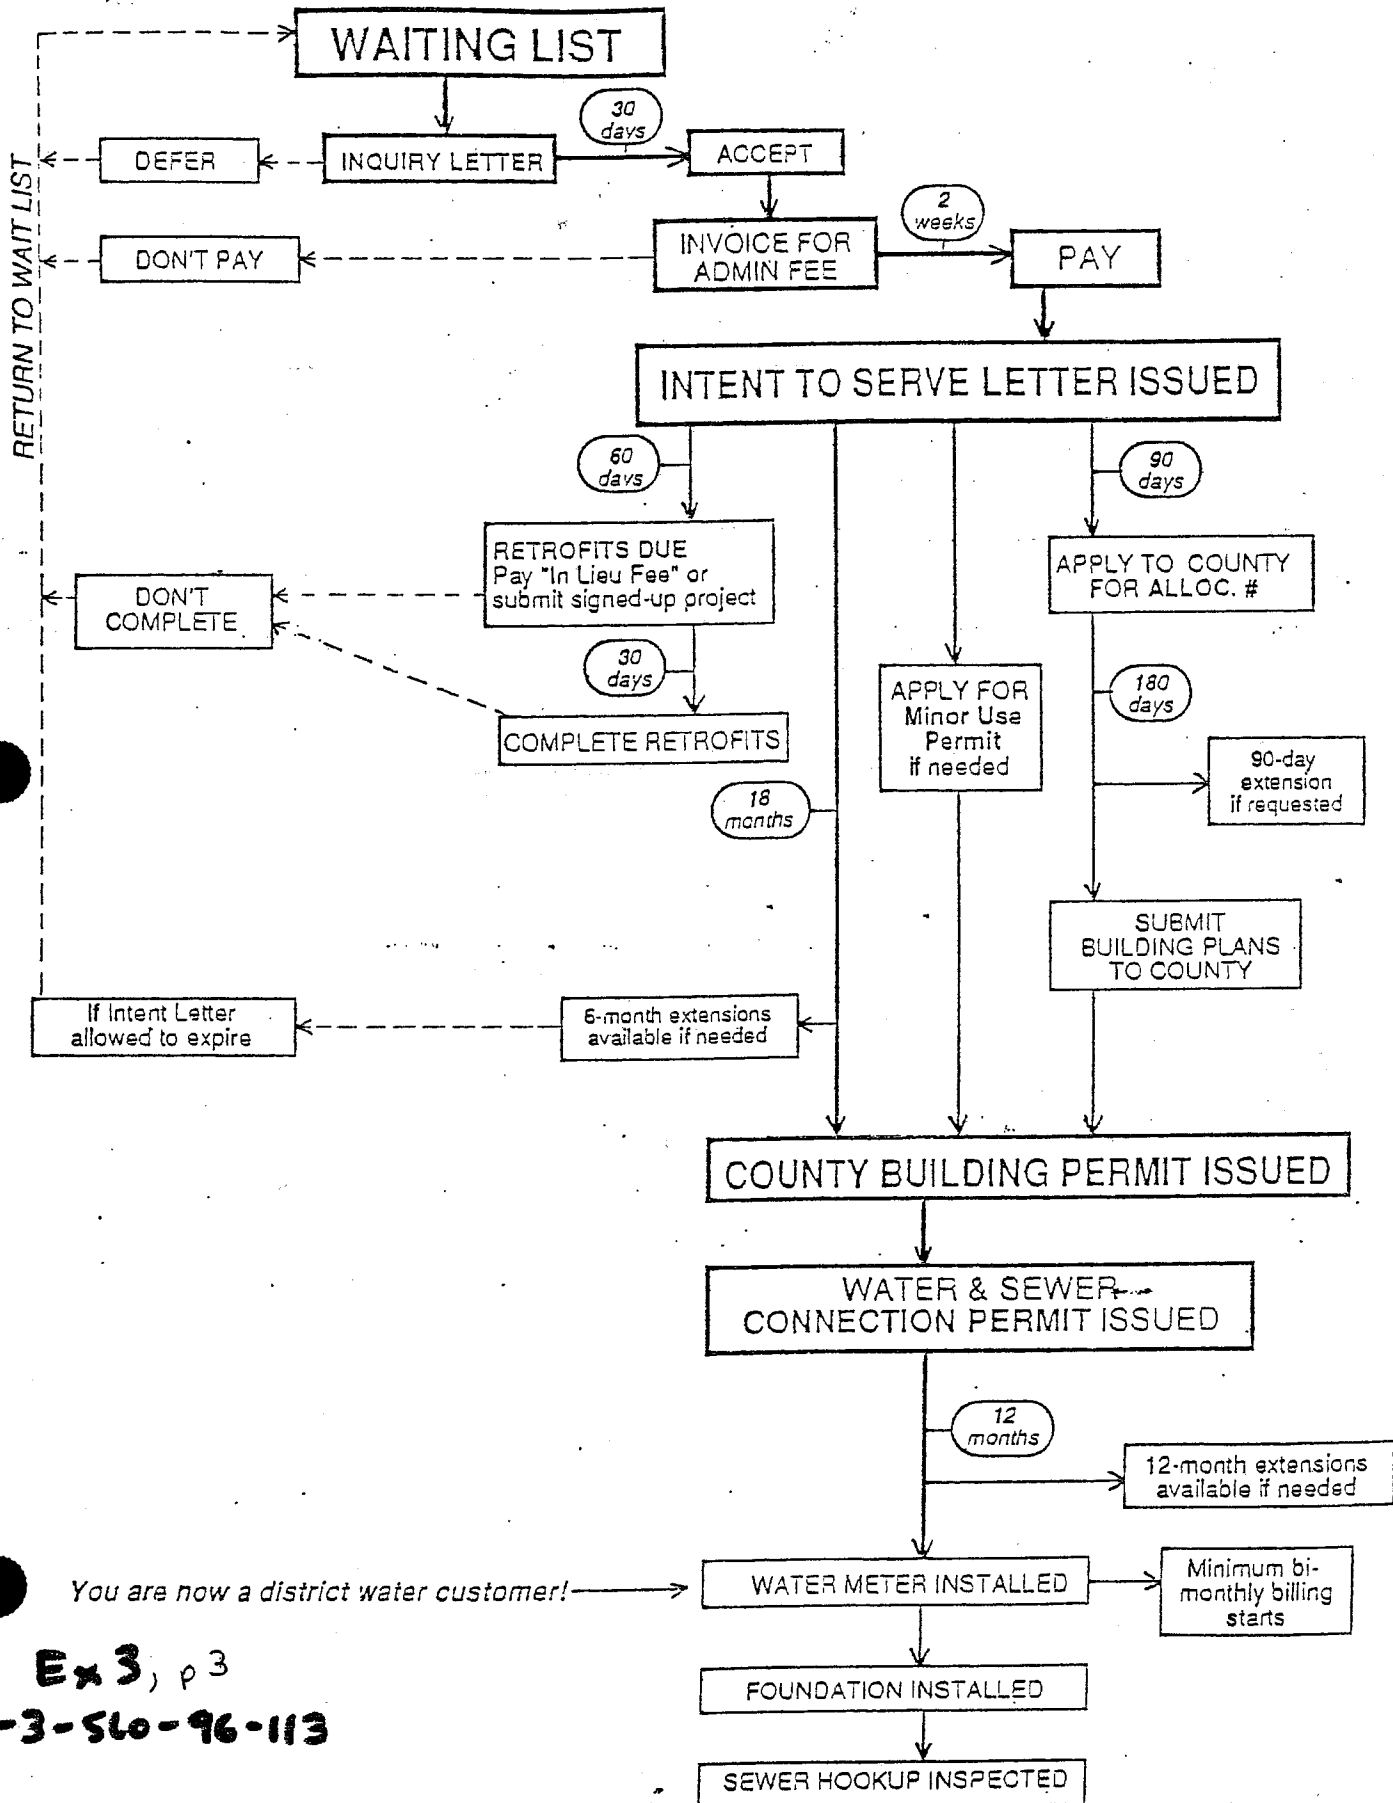 WAITING LIST
30
days
DEFER
INQUIRY LETTER
ACCEPT
RETURN TO WAIT LIST
2
weeks
DON'T PAY
INVOICE FOR
ADMIN FEE
PAY
INTENT TO SERVE LETTER ISSUED
60
days
90
days
RETROFITS DUE
Pay "In Lieu Fee" or
submit signed-up project
APPLY TO COUNTY
FOR ALLOC. #
DON'T
COMPLETE
30
days
APPLY FOR
Minor Use
Permit
if needed
180
days
COMPLETE RETROFITS
90-day
extension
if requested
18
months
SUBMIT
BUILDING PLANS
TO COUNTY
If Intent Letter
allowed to expire
6-month extensions
available if needed
COUNTY BUILDING PERMIT ISSUED
WATER & SEWER
CONNECTION PERMIT ISSUED
12
months
12-month extensions
available if needed
You are now a district water customer!
WATER METER INSTALLED
Minimum bi-
monthly billing
starts
Ex 3, p 3
FOUNDATION INSTALLED
-3-SLO-96-113
SEWER HOOKUP INSPECTED